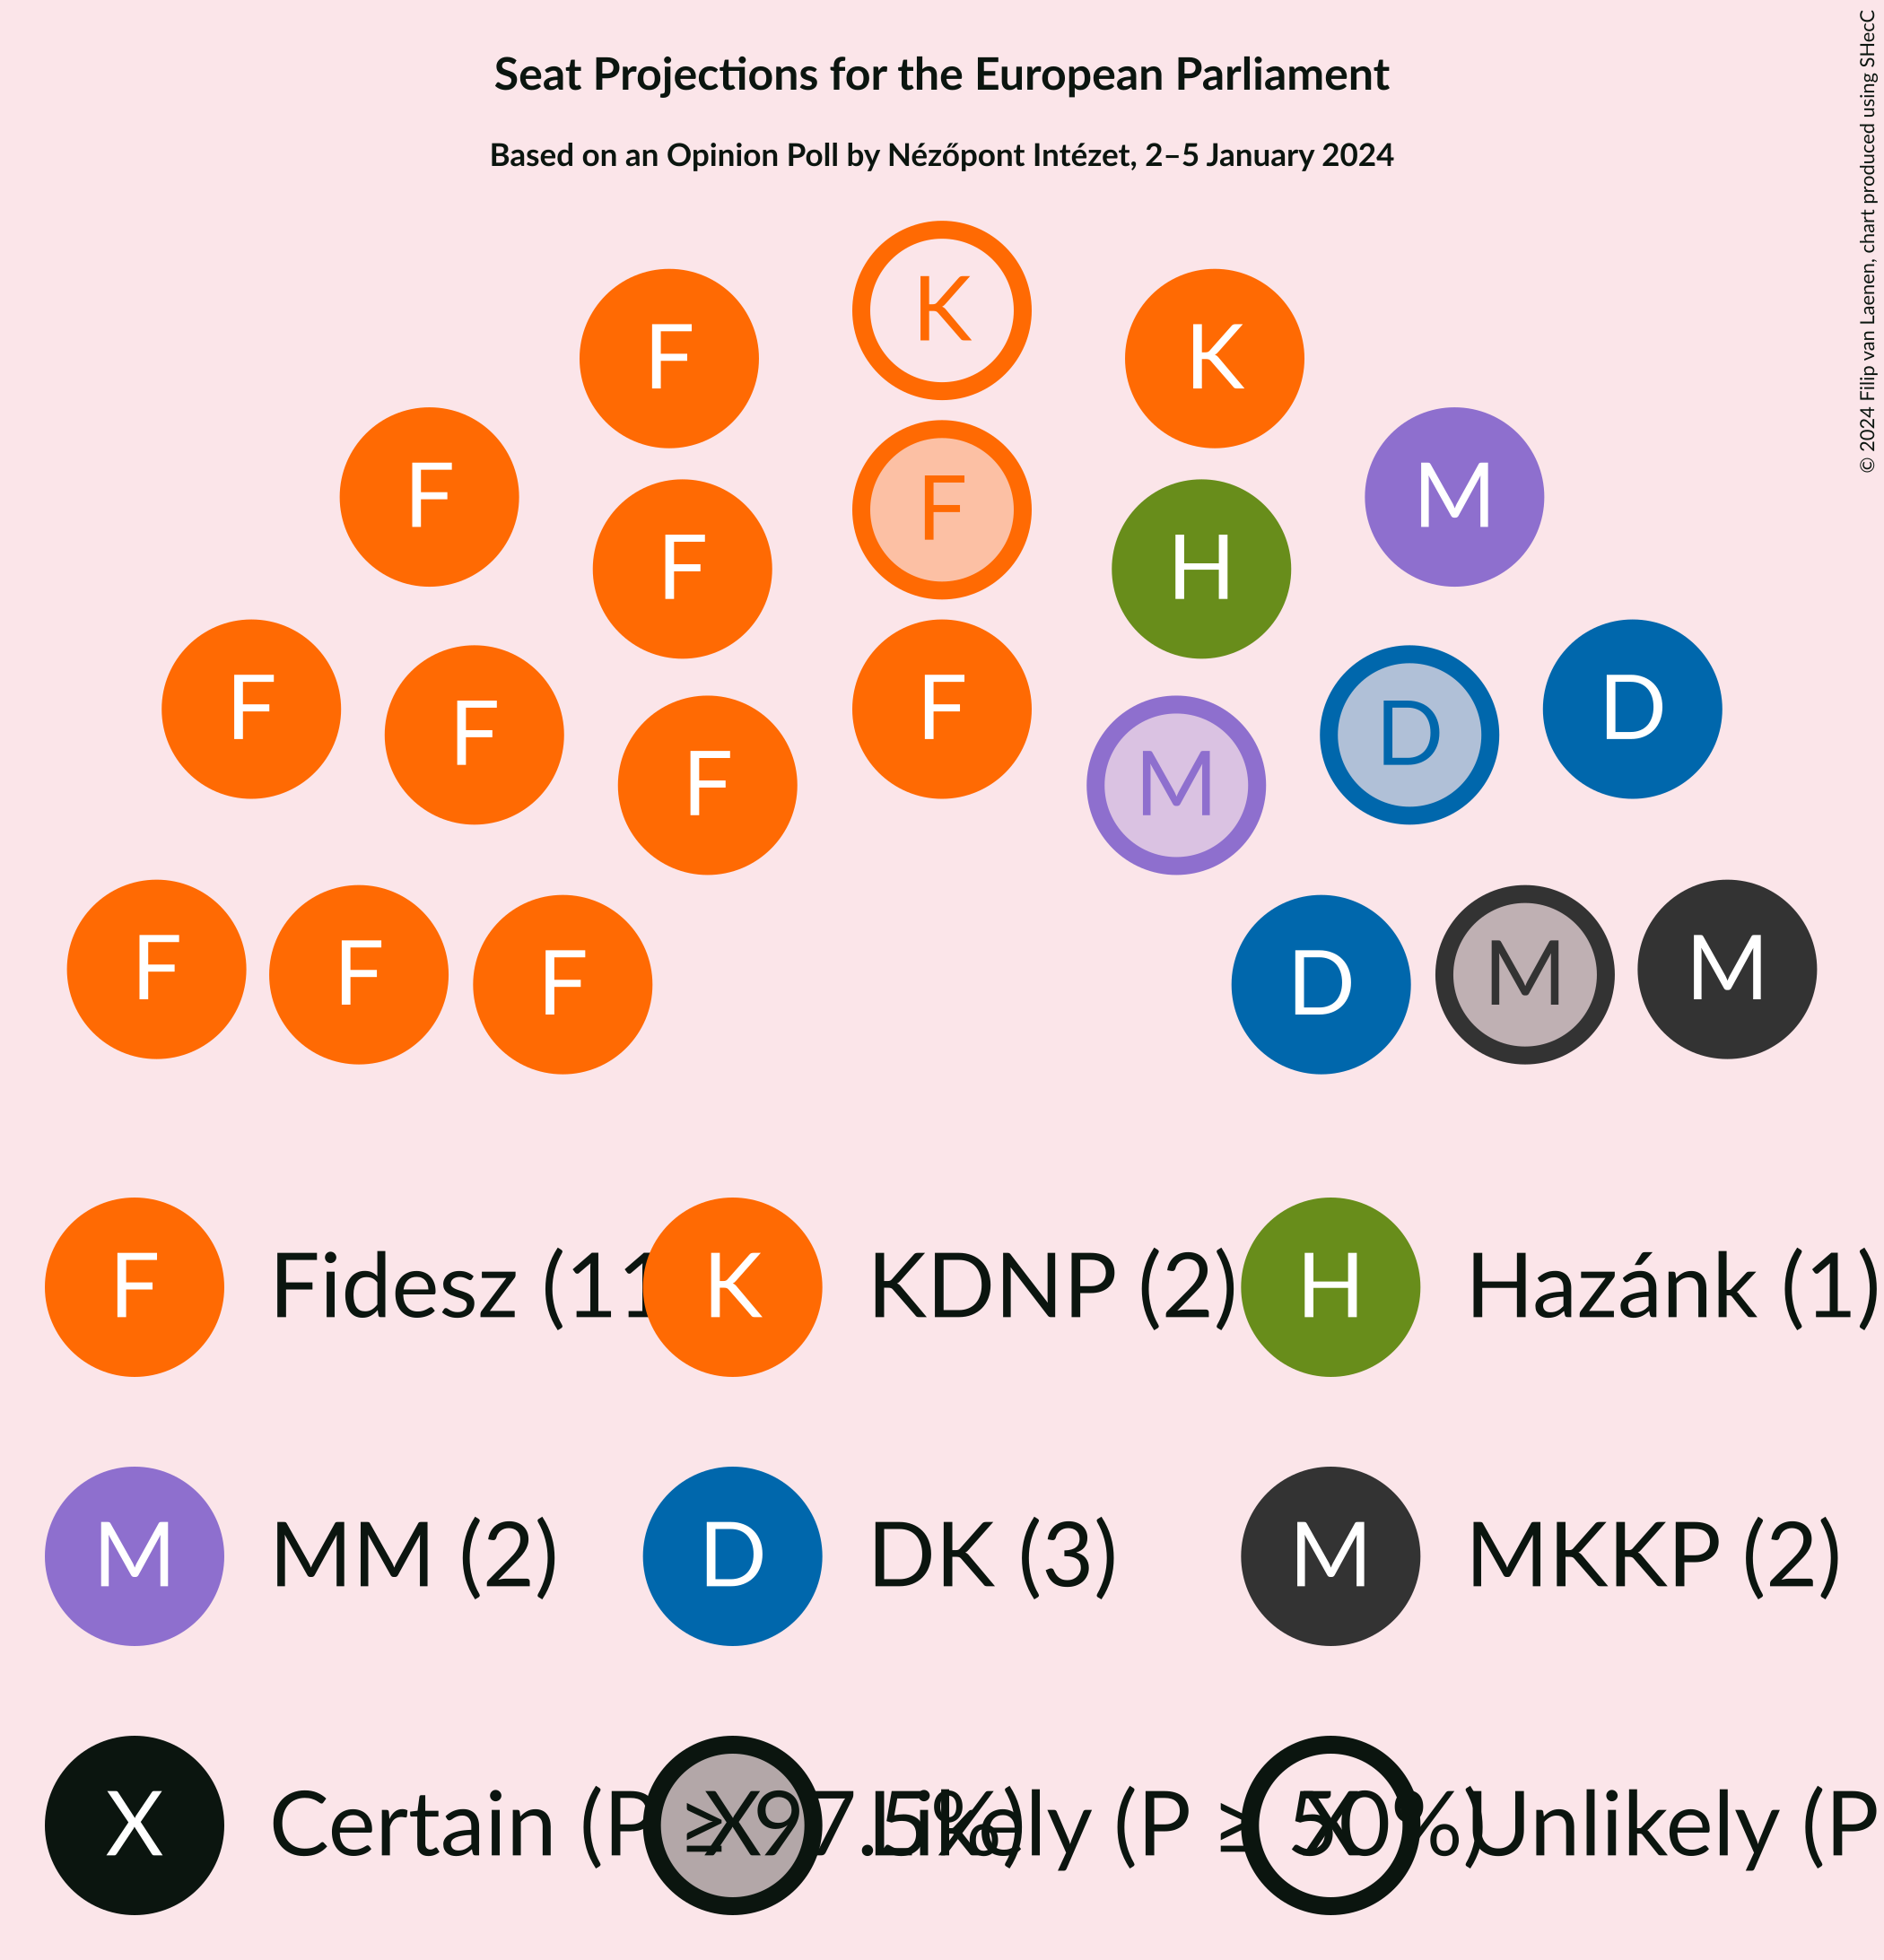 Seat Projections for the European Parliament
Based on an Opinion Poll by Nézőpont Intézet, 2–5 January 2024
© 2024 Filip van Laenen, chart produced using SHecC
K
F K
F M
F
F H
F F
D
F D
F M
F F F
D M M
F Fidesz (11 K KDNP (2) H Hazánk (1)
M MM (2) D DK (3) M MKKP (2)
X Certain (P ≥ 97.5%) X Likely (P ≥ 50%) X Unlikely (P